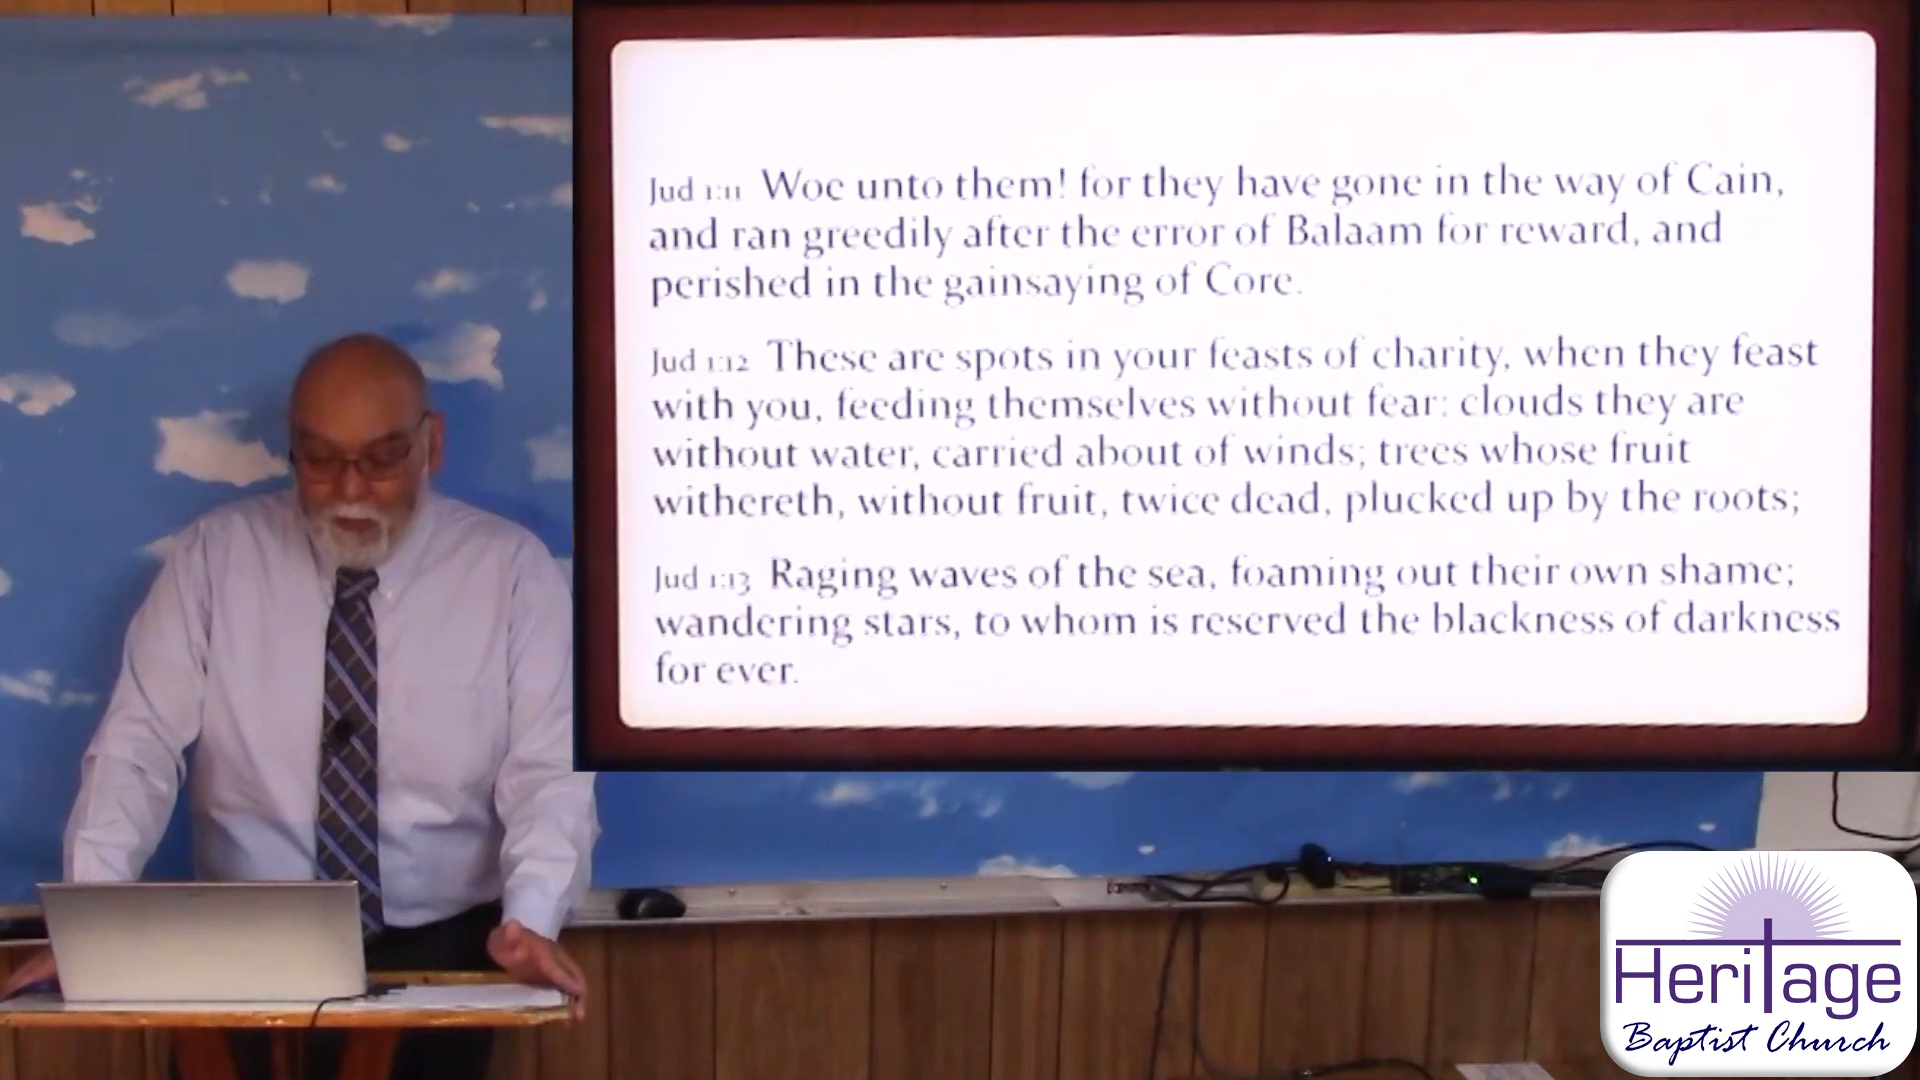 Jud 1:11 Woe unto them! for they have gone in the way of Cain,
and ran greedily after the error of Balaam for reward, and
perished in the gainsaying of Core.
Jud 1:12 These are spots in your feasts of charity, when they feast
with you, feeding themselves without fear: clouds they are
without water, carried about of winds; trees whose fruit
withereth, without fruit, twice dead, plucked up by the roots;
Jud 1:13 Raging waves of the sea, foaming out their own shame;
wandering stars, to whom is reserved the blackness of darkness
for ever.
Heritage
Baptist Church